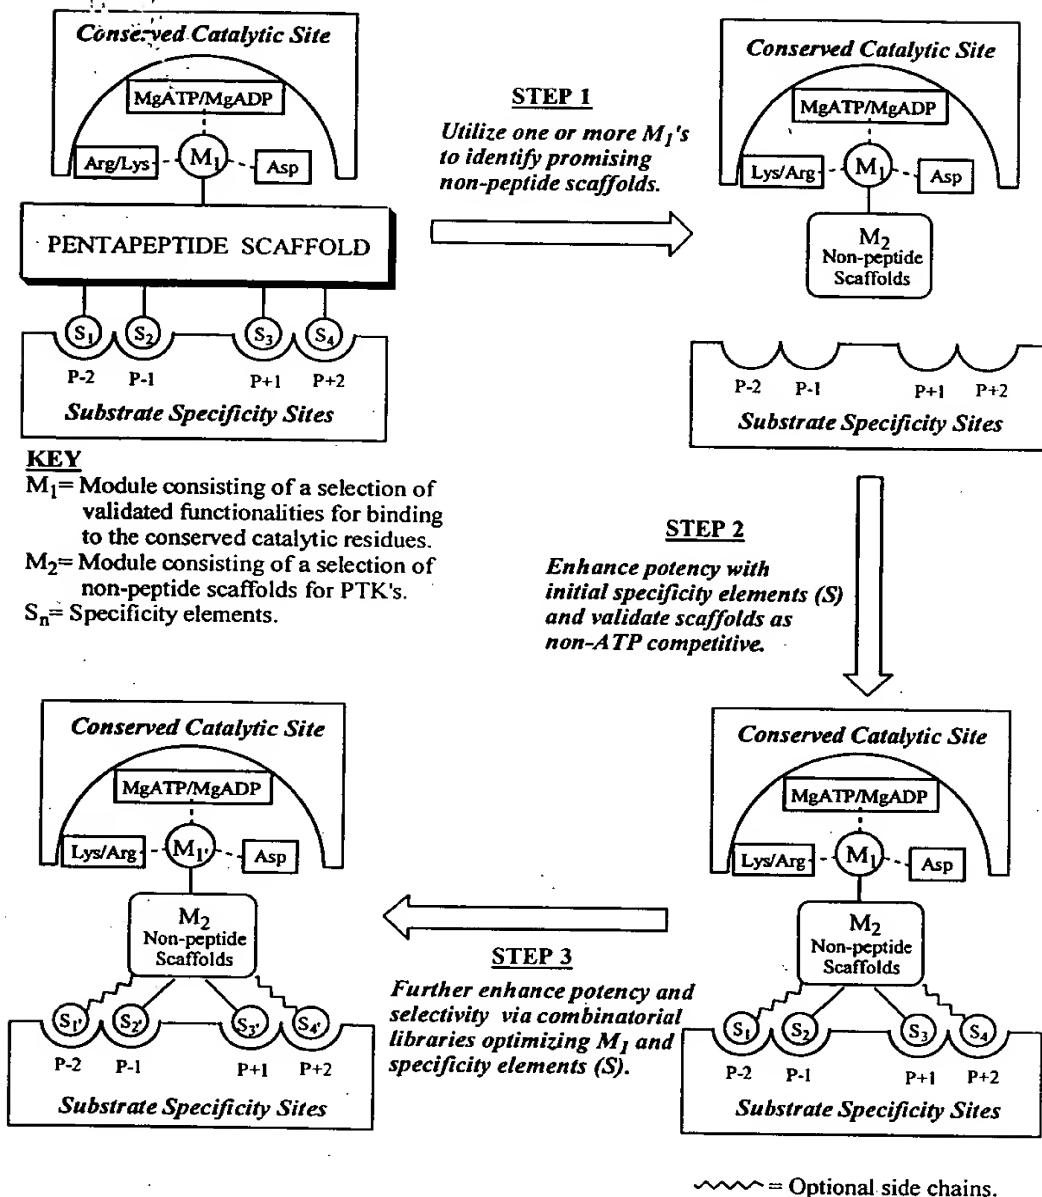 Conserved Catalytic Site
MgATP/MgADP
Arg/Lys
M1
Asp
PENTAPEPTIDE SCAFFOLD
S1
S2
S3
S4
P-2
P-1
P+1
P+2
Substrate Specificity Sites
STEP 1
Utilize one or more M1's
to identify promising
non-peptide scaffolds.
Conserved Catalytic Site
MgATP/MgADP
Lys/Arg
M1
Asp
M2
Non-peptide
Scaffolds
P-2
P-1
P+1
P+2
Substrate Specificity Sites
KEY
M1= Module consisting of a selection of
validated functionalities for binding
to the conserved catalytic residues.
M2= Module consisting of a selection of
non-peptide scaffolds for PTK's.
Sn= Specificity elements.
STEP 2
Enhance potency with
initial specificity elements (S)
and validate scaffolds as
non-ATP competitive.
Conserved Catalytic Site
MgATP/MgADP
Lys/Arg
M1
Asp
M2
Non-peptide
Scaffolds
S1
S2
S3
S4
P-2
P-1
P+1
P+2
Substrate Specificity Sites
STEP 3
Further enhance potency and
selectivity via combinatorial
libraries optimizing M1 and
specificity elements (S).
Conserved Catalytic Site
MgATP/MgADP
Lys/Arg
M1'
Asp
M2
Non-peptide
Scaffolds
S1'
S2'
S3'
S4'
P-2
P-1
P+1
P+2
Substrate Specificity Sites
= Optional side chains.